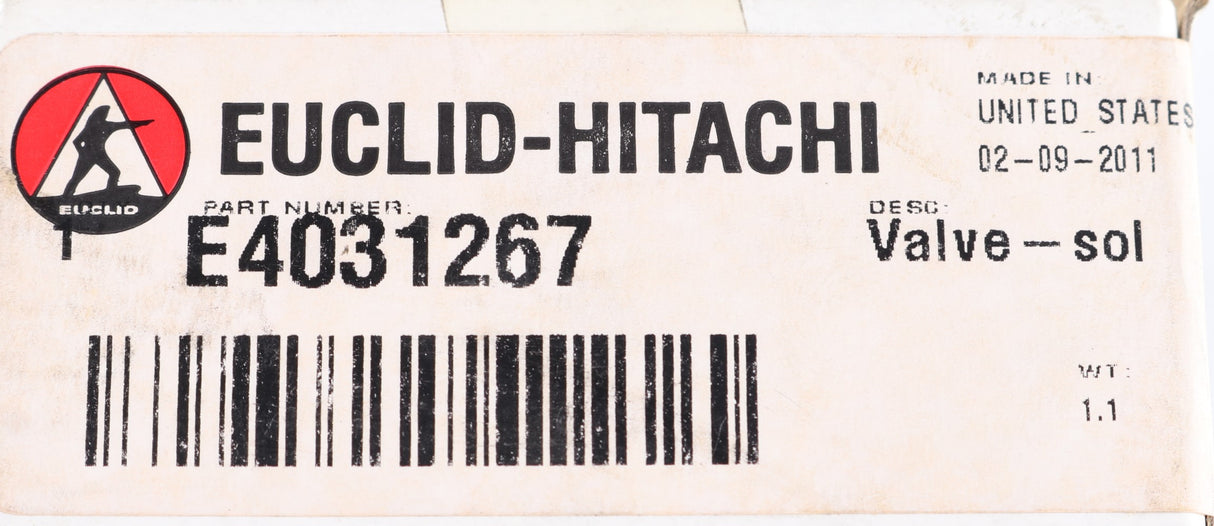 EUCLID
EUCLID-HITACHI
MADE IN:
UNITED STATES
02-09-2011
PART NUMBER:
DESC:
1
E4031267
Valve-sol
WT:
1.1